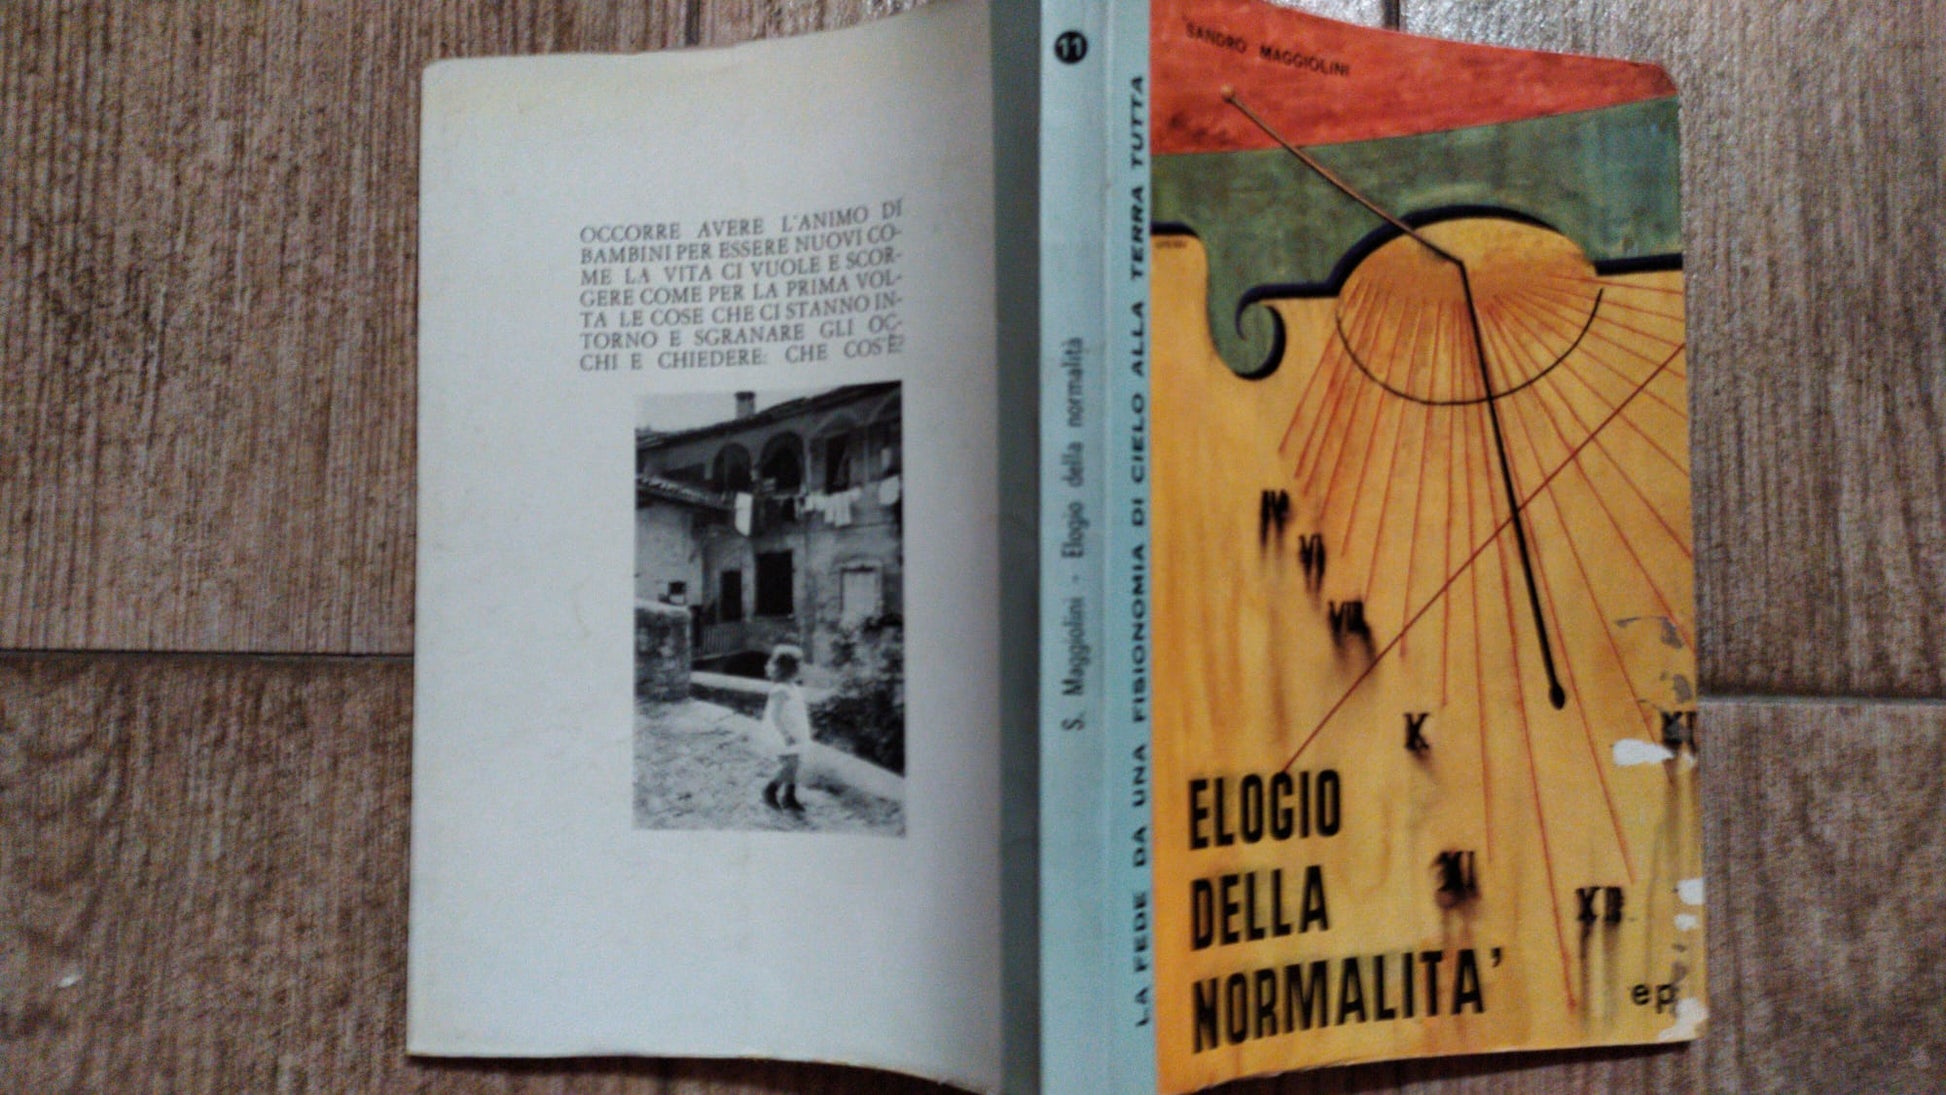 OCCORRE AVERE L'ANIMO DI
BAMBINI PER ESSERE NUOVI CO-
ME LA VITA CI VUOLE E SCOR-
GERE COME PER LA PRIMA VOL-
TA LE COSE CHE CI STANNO IN-
TORNO E SGRANARE GLI OC-
CHI E CHIEDERE: CHE COS'È?
11
S. Maggiolini - Elogio della normalità
LA FEDE DA UNA FISIONOMIA DI CIELO ALLA TERRA TUTTA
SANDRO MAGGIOLINI
VI
X
XI
XII
ELOGIO
DELLA
NORMALITA'
ep